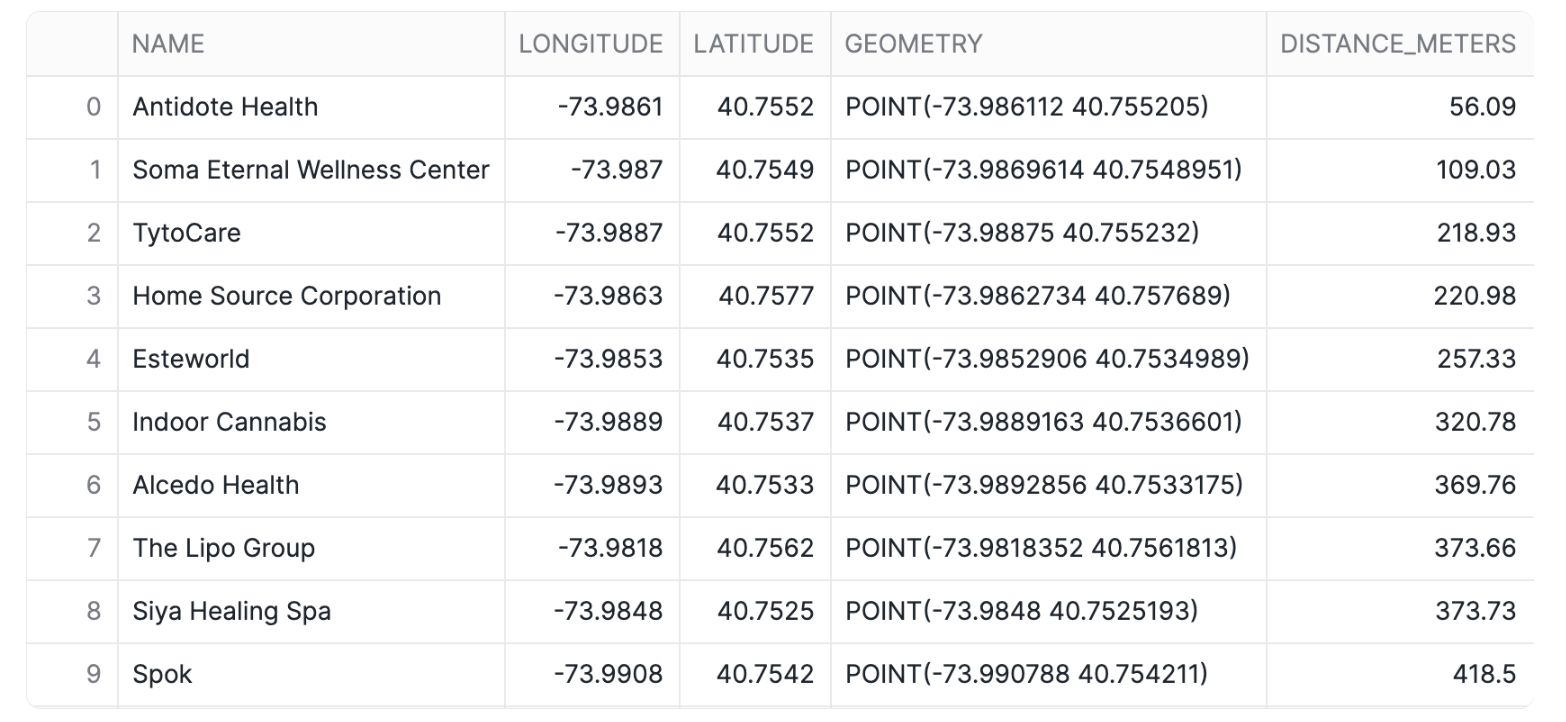 NAME LONGITUDE LATITUDE GEOMETRY DISTANCE_METERS
0 Antidote Health -73.9861 40.7552 POINT(-73.986112 40.755205) 56.09
1 Soma Eternal Wellness Center -73.987 40.7549 POINT(-73.9869614 40.7548951) 109.03
2 TytoCare -73.9887 40.7552 POINT(-73.98875 40.755232) 218.93
3 Home Source Corporation -73.9863 40.7577 POINT(-73.9862734 40.757689) 220.98
4 Esteworld -73.9853 40.7535 POINT(-73.9852906 40.7534989) 257.33
5 Indoor Cannabis -73.9889 40.7537 POINT(-73.9889163 40.7536601) 320.78
6 Alcedo Health -73.9893 40.7533 POINT(-73.9892856 40.7533175) 369.76
7 The Lipo Group -73.9818 40.7562 POINT(-73.9818352 40.7561813) 373.66
8 Siya Healing Spa -73.9848 40.7525 POINT(-73.9848 40.7525193) 373.73
9 Spok -73.9908 40.7542 POINT(-73.990788 40.754211) 418.5